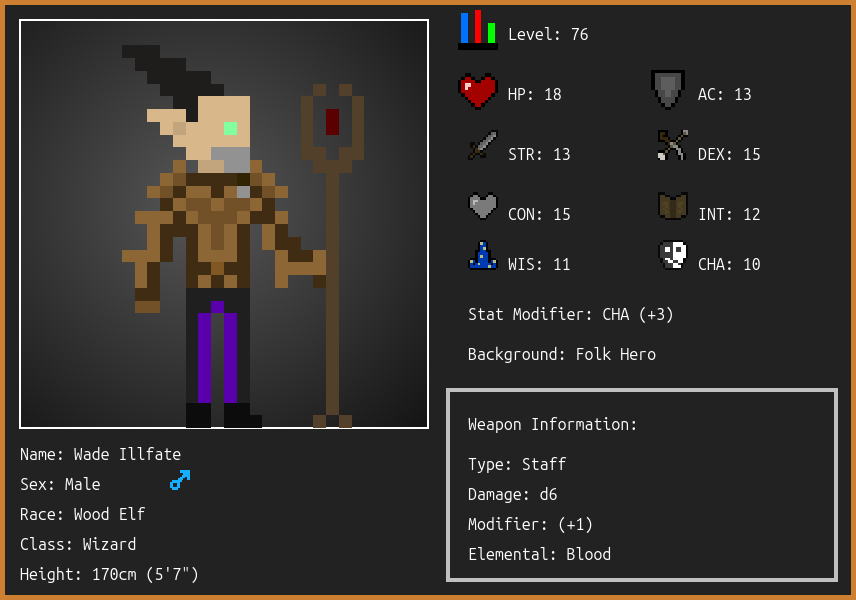 Level: 76
HP: 18
AC: 13
STR: 13
DEX: 15
CON: 15
INT: 12
WIS: 11
CHA: 10
Stat Modifier: CHA (+3)
Background: Folk Hero
Weapon Information:
Type: Staff
Damage: d6
Modifier: (+1)
Elemental: Blood
Name: Wade Illfate
Sex: Male
Race: Wood Elf
Class: Wizard
Height: 170cm (5'7")